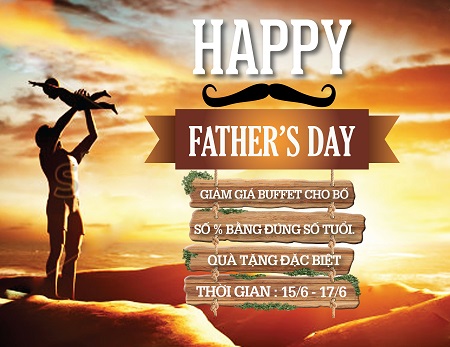 HAPPY
FATHER'S DAY
GIẢM GIÁ BUFFET CHO BỐ
SỐ % BẰNG ĐÚNG SỐ TUỔI
QUÀ TẶNG ĐẶC BIỆT
THỜI GIAN : 15/6 - 17/6